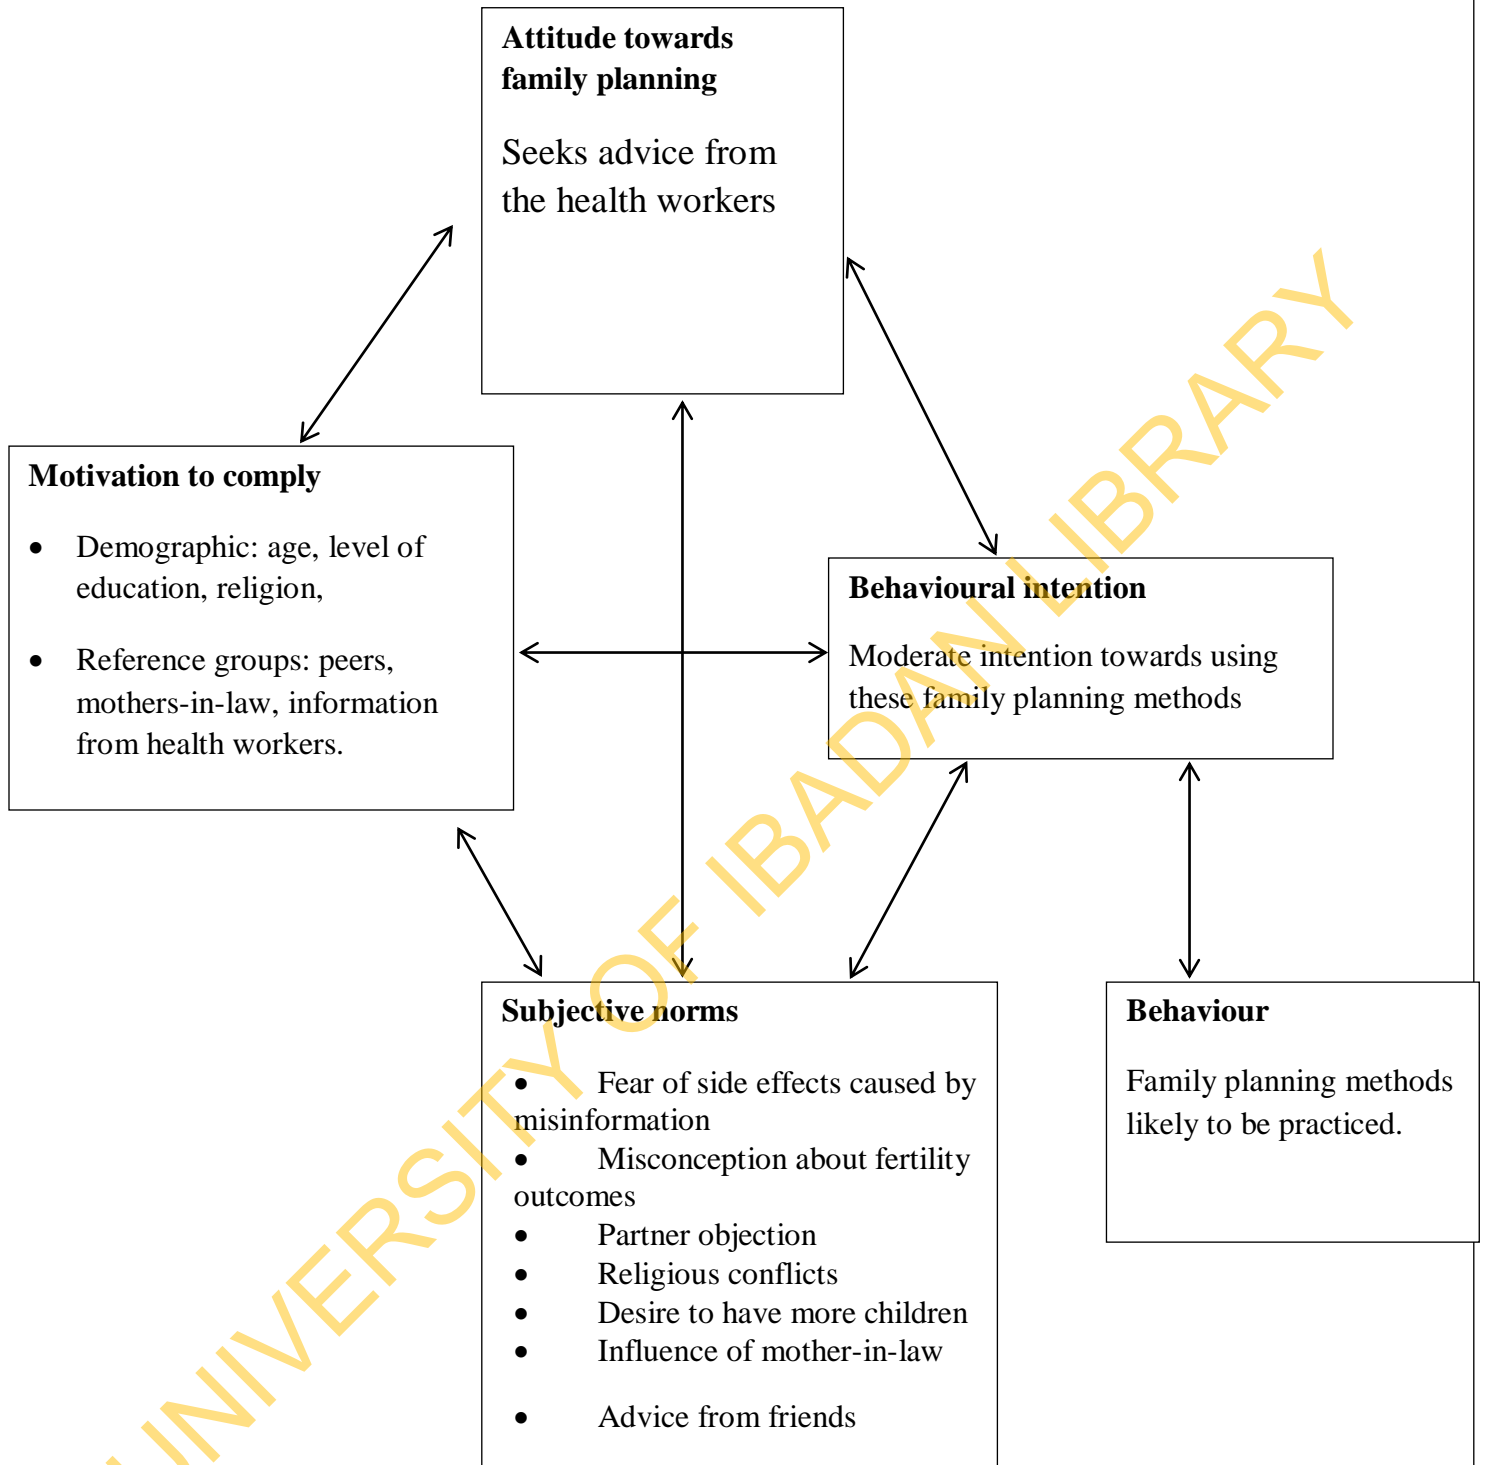 Attitude towards
family planning
Seeks advice from
the health workers
Motivation to comply
• Demographic: age, level of
education, religion,
• Reference groups: peers,
mothers-in-law, information
from health workers.
Behavioural intention
Moderate intention towards using
these family planning methods
Subjective norms
• Fear of side effects caused by
misinformation
• Misconception about fertility
outcomes
• Partner objection
• Religious conflicts
• Desire to have more children
• Influence of mother-in-law
• Advice from friends
Behaviour
Family planning methods
likely to be practiced.
UNIVERSITY OF IBADAN LIBRARY